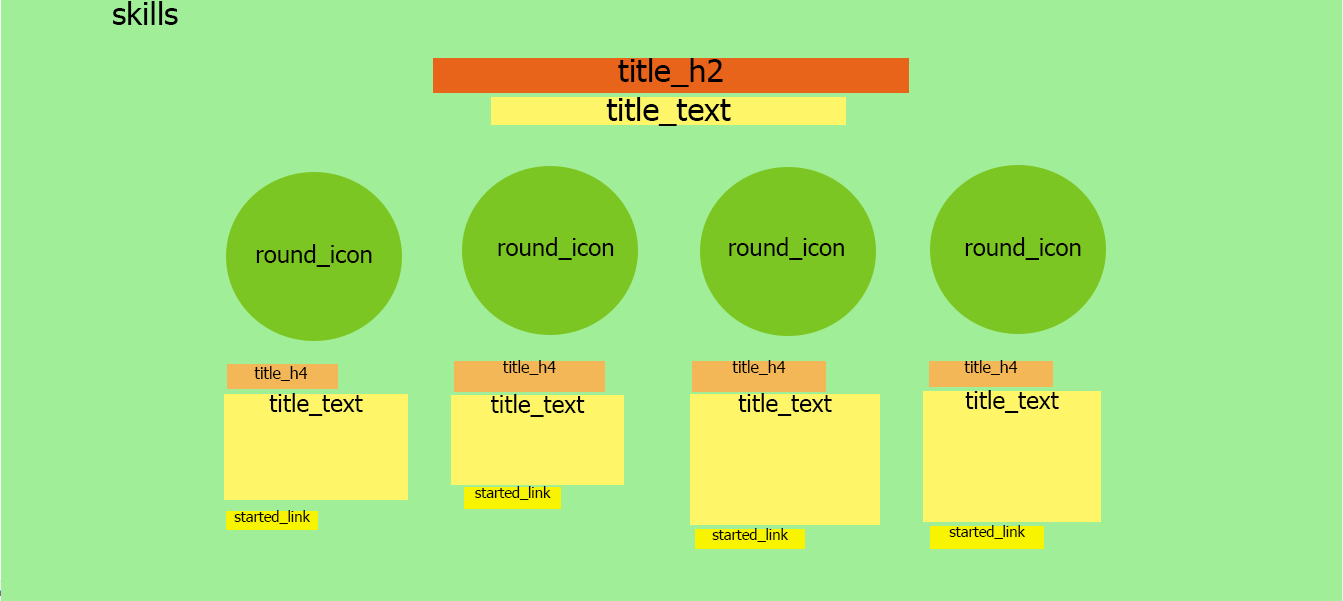 skills
title_h2
title_text
round_icon
round_icon
round_icon
round_icon
title_h4
title_h4
title_h4
title_h4
title_text
title_text
title_text
title_text
started_link
started_link
started_link
started_link